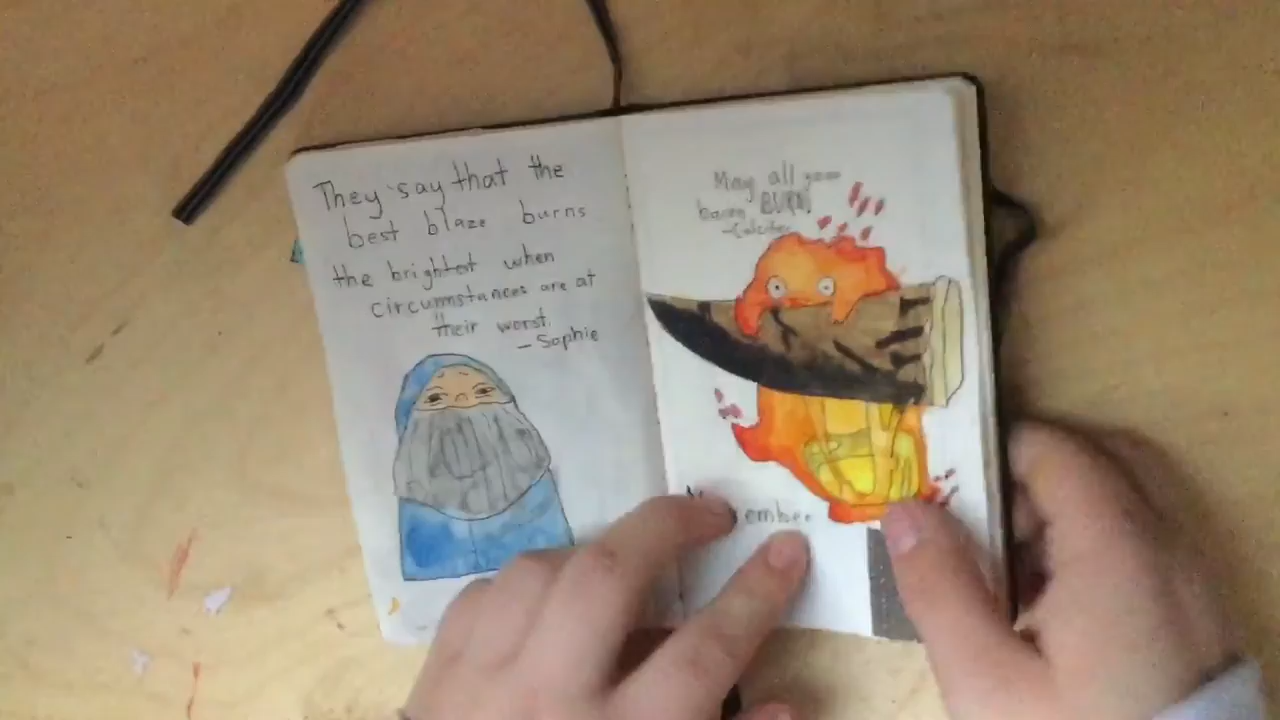 They say that the
best blaze burns
the brightest when
circumstances are at
their worst.
- Sophie
May all your
bacon BURN!
- Calcifer